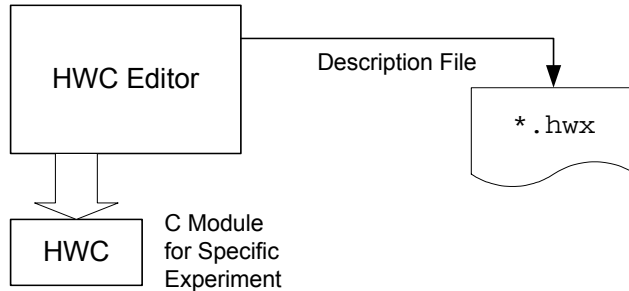 HWC Editor
Description File
*.hwx
HWC
C Module
for Specific
Experiment